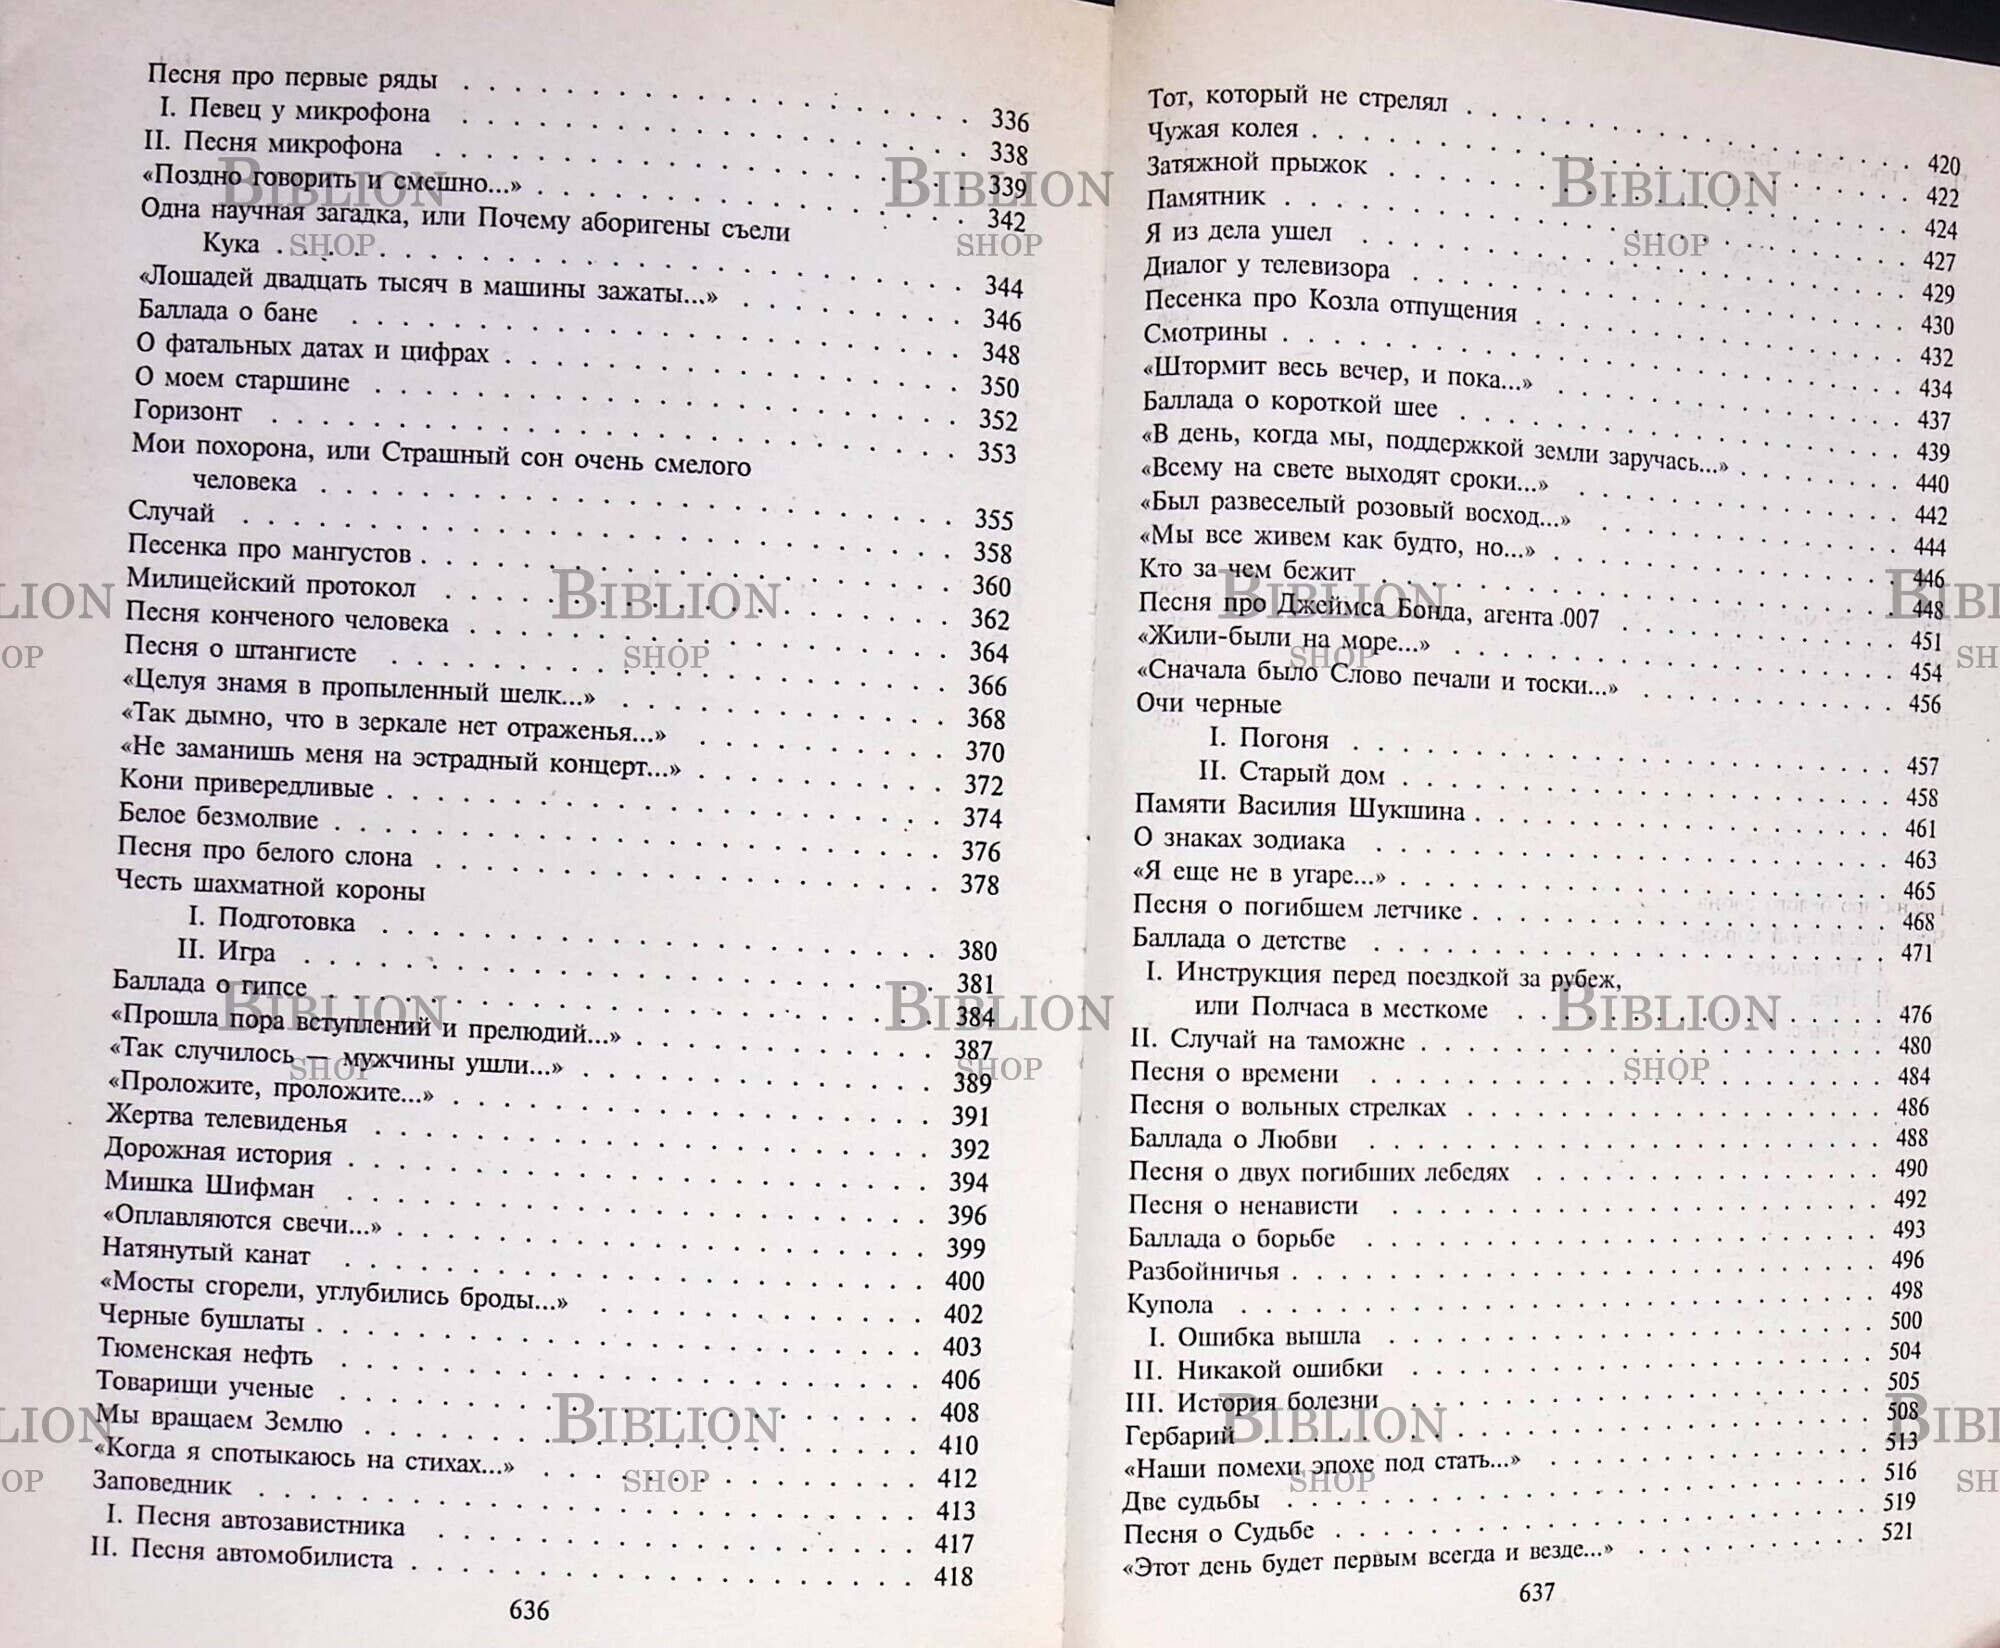 Песня про первые ряды . . . 336
I. Певец у микрофона . . . 338
II. Песня микрофона . . . 339
«Поздно говорить и смешно...» . . . 342
Одна научная загадка, или Почему аборигены съели
Кука . . . 344
«Лошадей двадцать тысяч в машины зажаты...» . . . 346
Баллада о бане . . . 348
О фатальных датах и цифрах . . . 350
О моем старшине . . . 352
Горизонт . . . 353
Мои похорона, или Страшный сон очень смелого
человека . . . 355
Случай . . . 358
Песенка про мангустов . . . 360
Милицейский протокол . . . 362
Песня конченого человека . . . 364
Песня о штангисте . . . 366
«Целуя знамя в пропыленный шелк...» . . . 368
«Так дымно, что в зеркале нет отраженья...» . . . 370
«Не заманишь меня на эстрадный концерт...» . . . 372
Кони привередливые . . . 374
Белое безмолвие . . . 376
Песня про белого слона . . . 378
Честь шахматной короны
I. Подготовка . . . 380
II. Игра . . . 381
Баллада о гипсе . . . 384
«Прошла пора вступлений и прелюдий...» . . . 387
«Так случилось — мужчины ушли...» . . . 389
«Проложите, проложите...» . . . 391
Жертва телевиденья . . . 392
Дорожная история . . . 394
Мишка Шифман . . . 396
«Оплавляются свечи...» . . . 399
Натянутый канат . . . 400
«Мосты сгорели, углубились броды...» . . . 402
Черные бушлаты . . . 403
Тюменская нефть . . . 406
Товарищи ученые . . . 408
Мы вращаем Землю . . . 410
«Когда я спотыкаюсь на стихах...» . . . 412
Заповедник . . . 413
I. Песня автозавистника . . . 417
II. Песня автомобилиста . . . 418
636
Тот, который не стрелял . . . 420
Чужая колея . . . 422
Затяжной прыжок . . . 424
Памятник . . . 427
Я из дела ушел . . . 429
Диалог у телевизора . . . 430
Песенка про Козла отпущения . . . 432
Смотрины . . . 434
«Штормит весь вечер, и пока...» . . . 437
Баллада о короткой шее . . . 439
«В день, когда мы, поддержкой земли заручась...» . . . 440
«Всему на свете выходят сроки...» . . . 442
«Был развеселый розовый восход...» . . . 444
«Мы все живем как будто, но...» . . . 446
Кто за чем бежит . . . 448
Песня про Джеймса Бонда, агента 007 . . . 451
«Жили-были на море...» . . . 454
«Сначала было Слово печали и тоски...» . . . 456
Очи черные
I. Погоня . . . 457
II. Старый дом . . . 458
Памяти Василия Шукшина . . . 461
О знаках зодиака . . . 463
«Я еще не в угаре...» . . . 465
Песня о погибшем летчике . . . 468
Баллада о детстве . . . 471
I. Инструкция перед поездкой за рубеж,
или Полчаса в месткоме . . . 476
II. Случай на таможне . . . 480
Песня о времени . . . 484
Песня о вольных стрелках . . . 486
Баллада о Любви . . . 488
Песня о двух погибших лебедях . . . 490
Песня о ненависти . . . 492
Баллада о борьбе . . . 493
Разбойничья . . . 496
Купола . . . 498
I. Ошибка вышла . . . 500
II. Никакой ошибки . . . 504
III. История болезни . . . 505
Гербарий . . . 508
«Наши помехи эпохе под стать...» . . . 513
Две судьбы . . . 516
Песня о Судьбе . . . 519
«Этот день будет первым всегда и везде...» . . . 521
637
BIBLION
SHOP